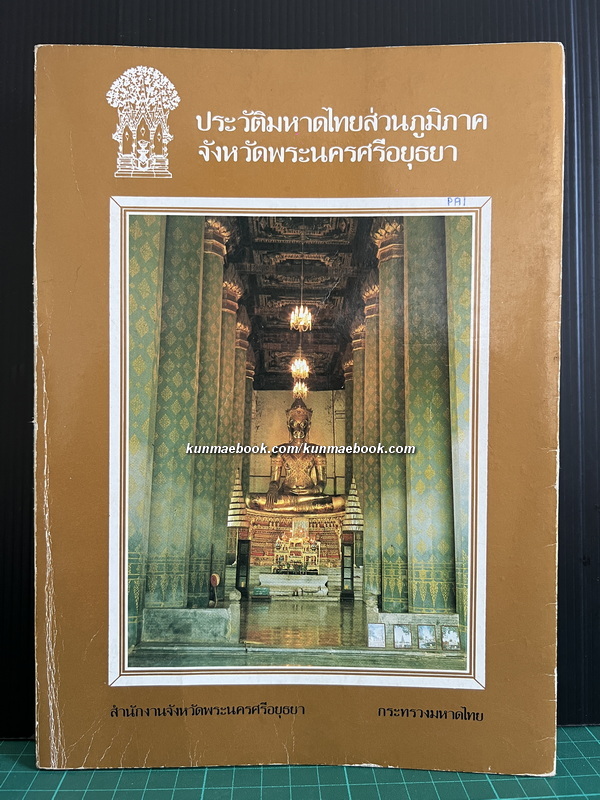 ประวัติมหาดไทยส่วนภูมิภาค
จังหวัดพระนครศรีอยุธยา
PA1
kunmaebook.com/kunmaebook.com
สำนักงานจังหวัดพระนครศรีอยุธยา
กระทรวงมหาดไทย